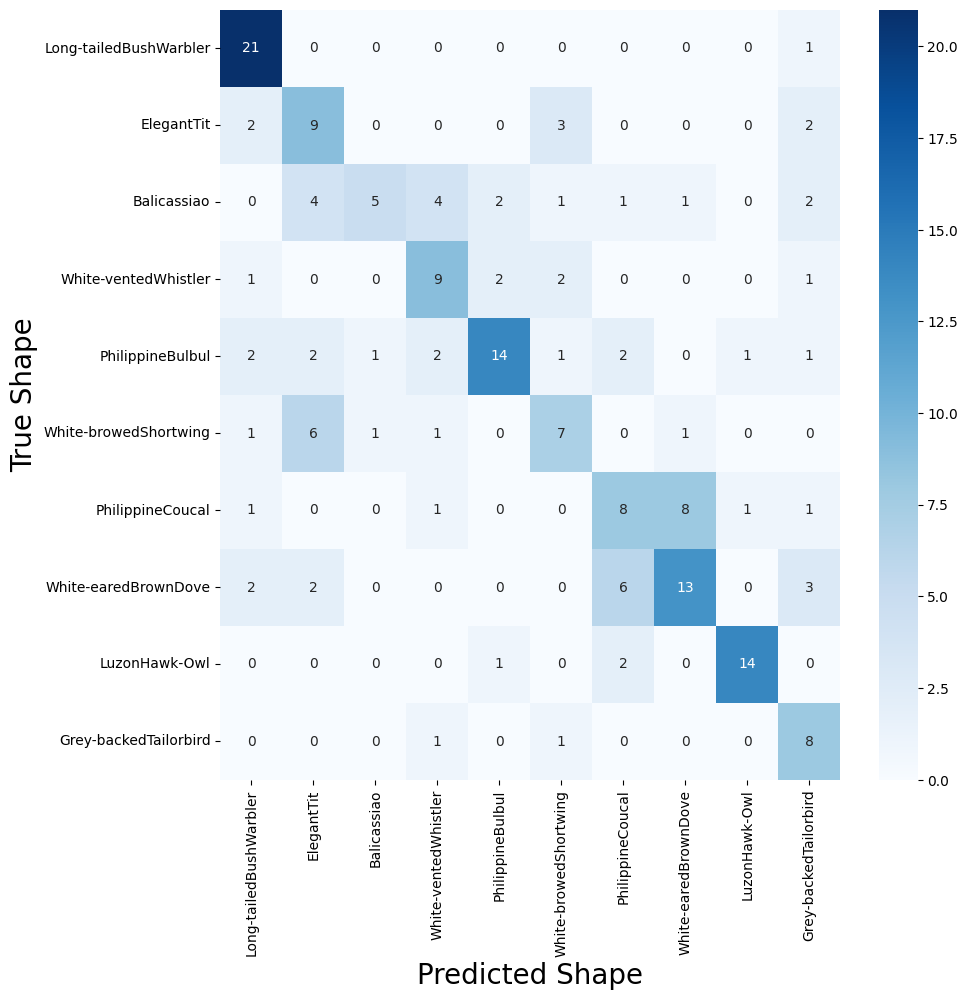 Long-tailedBushWarbler 21 0 0 0 0 0 0 0 0 1
ElegantTit 2 9 0 0 0 3 0 0 0 2
Balicassiao 0 4 5 4 2 1 1 1 0 2
White-ventedWhistler 1 0 0 9 2 2 0 0 0 1
PhilippineBulbul 2 2 1 2 14 1 2 0 1 1
White-browedShortwing 1 6 1 1 0 7 0 1 0 0
PhilippineCoucal 1 0 0 1 0 0 8 8 1 1
White-earedBrownDove 2 2 0 0 0 0 6 13 0 3
LuzonHawk-Owl 0 0 0 0 1 0 2 0 14 0
Grey-backedTailorbird 0 0 0 1 0 1 0 0 0 8
True Shape
Long-tailedBushWarbler
ElegantTit
Balicassiao
White-ventedWhistler
PhilippineBulbul
White-browedShortwing
PhilippineCoucal
White-earedBrownDove
LuzonHawk-Owl
Grey-backedTailorbird
Predicted Shape
20.0
17.5
15.0
12.5
10.0
7.5
5.0
2.5
0.0